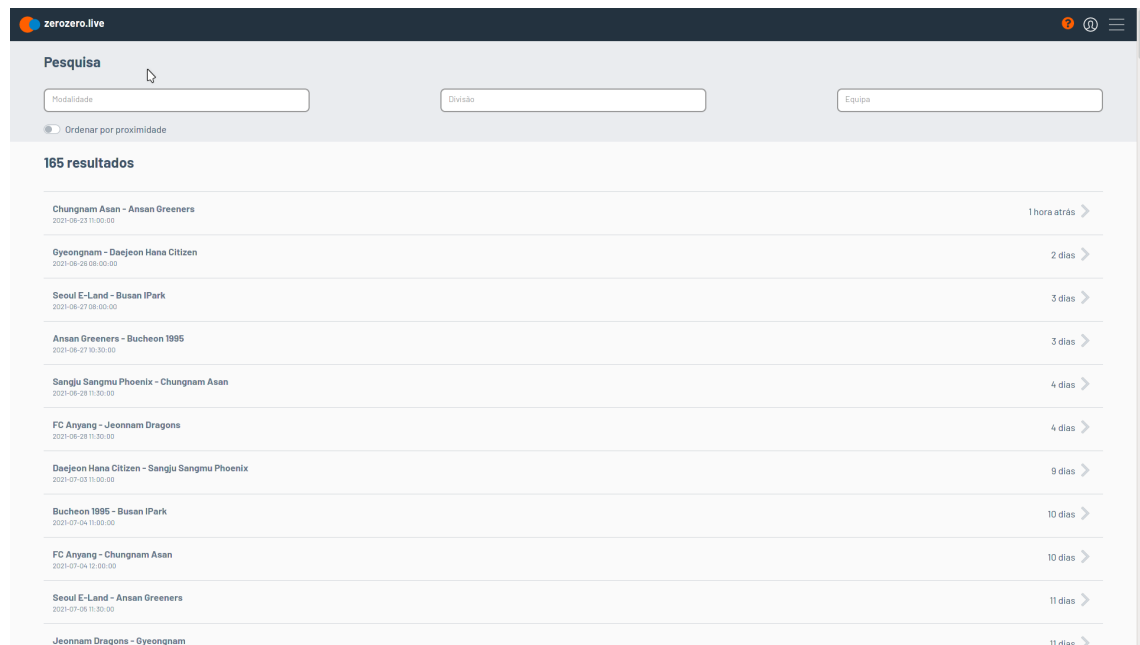 zerozero.live
?
Pesquisa
Modalidade
Divisão
Equipa
Ordenar por proximidade
165 resultados
Chungnam Asan - Ansan Greeners
2021-06-23 11:00:00
1 hora atrás
Gyeongnam - Daejeon Hana Citizen
2021-06-26 08:00:00
2 dias
Seoul E-Land - Busan IPark
2021-06-27 08:00:00
3 dias
Ansan Greeners - Bucheon 1995
2021-06-27 10:30:00
3 dias
Sangju Sangmu Phoenix - Chungnam Asan
2021-06-28 11:30:00
4 dias
FC Anyang - Jeonnam Dragons
2021-06-28 11:30:00
4 dias
Daejeon Hana Citizen - Sangju Sangmu Phoenix
2021-07-03 11:00:00
9 dias
Bucheon 1995 - Busan IPark
2021-07-04 11:00:00
10 dias
FC Anyang - Chungnam Asan
2021-07-04 12:00:00
10 dias
Seoul E-Land - Ansan Greeners
2021-07-05 11:30:00
11 dias
Jeonnam Dragons - Gyeongnam
11 dias